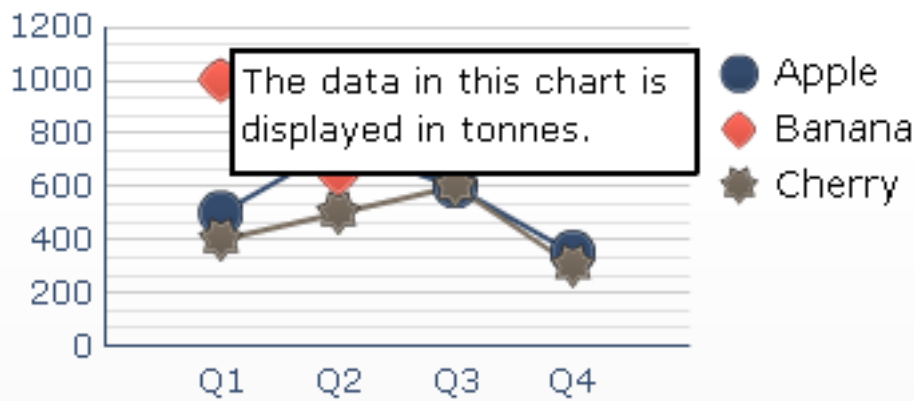 1200
1000
800
600
400
200
0
The data in this chart is
displayed in tonnes.
Apple
Banana
Cherry
Q1 Q2 Q3 Q4